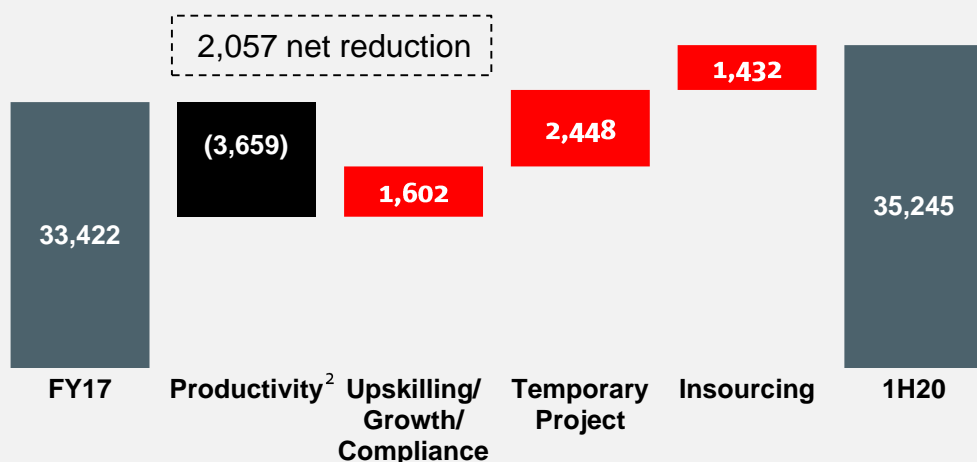 2,057 net reduction
33,422
(3,659)
1,602
2,448
1,432
35,245
FY17
Productivity²
Upskilling/
Growth/
Compliance
Temporary
Project
Insourcing
1H20